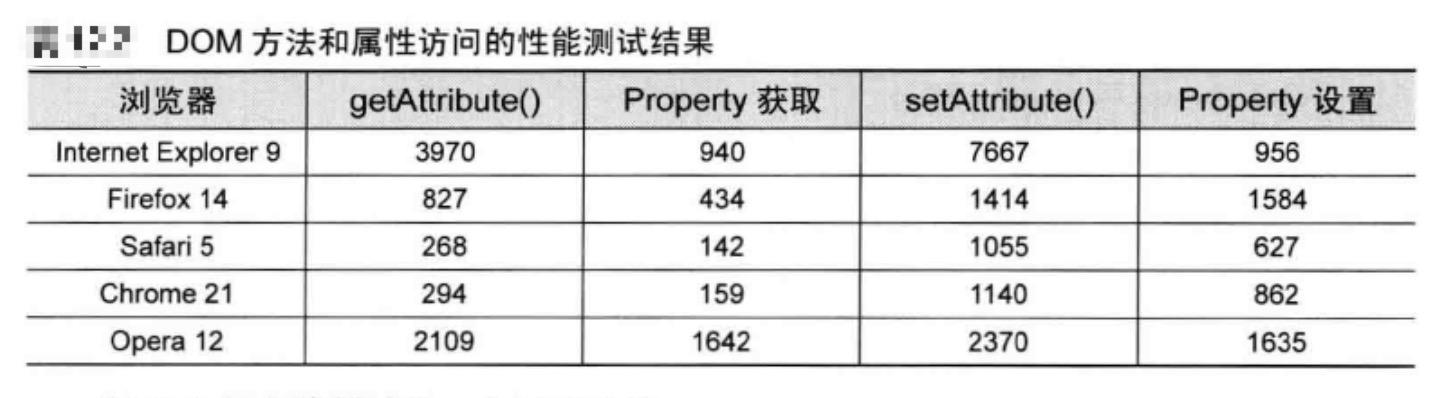 DOM 方法和属性访问的性能测试结果
浏览器 getAttribute() Property 获取 setAttribute() Property 设置
Internet Explorer 9 3970 940 7667 956
Firefox 14 827 434 1414 1584
Safari 5 268 142 1055 627
Chrome 21 294 159 1140 862
Opera 12 2109 1642 2370 1635